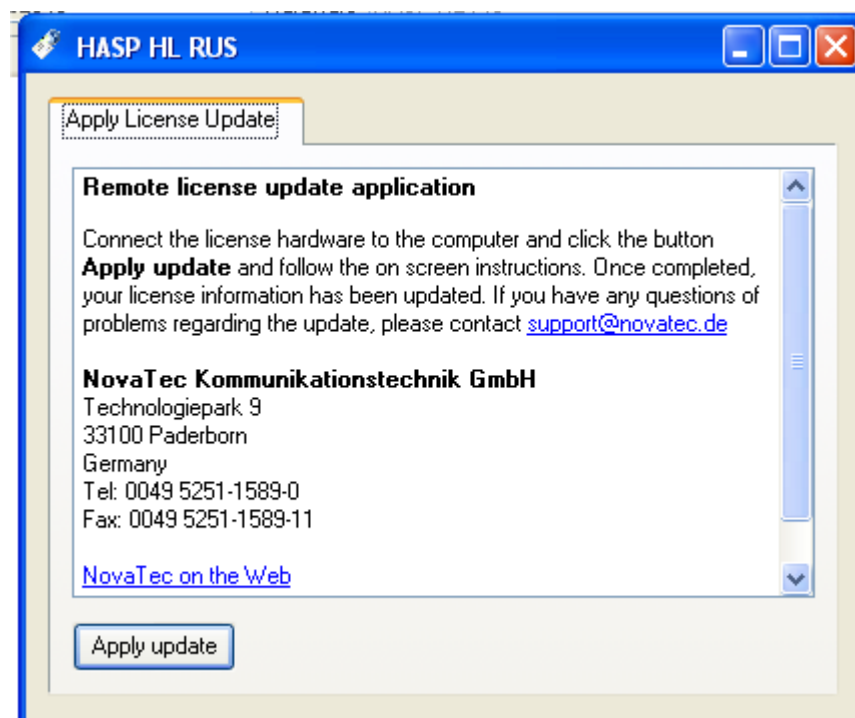 HASP HL RUS
Apply License Update
Remote license update application
Connect the license hardware to the computer and click the button
Apply update and follow the on screen instructions. Once completed,
your license information has been updated. If you have any questions of
problems regarding the update, please contact support@novatec.de
NovaTec Kommunikationstechnik GmbH
Technologiepark 9
33100 Paderborn
Germany
Tel: 0049 5251-1589-0
Fax: 0049 5251-1589-11
NovaTec on the Web
Apply update